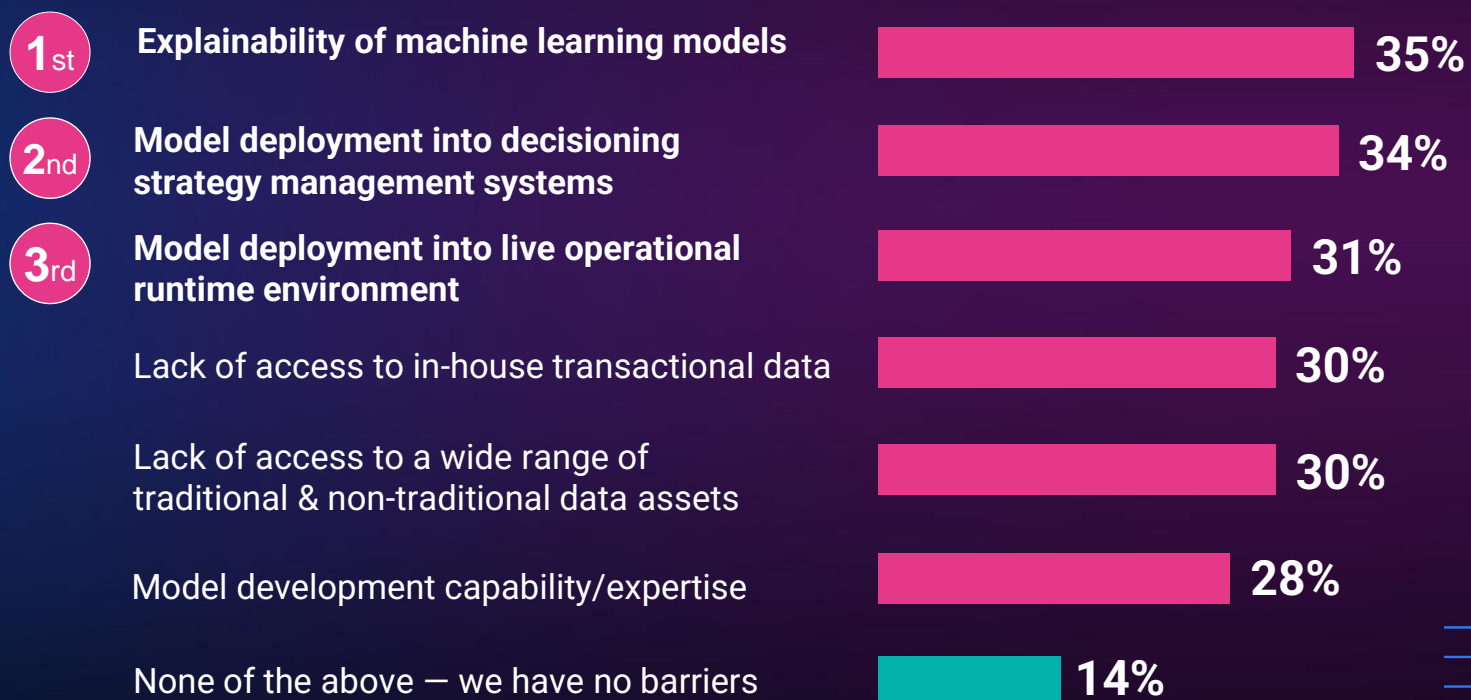 1st Explainability of machine learning models 35%
2nd Model deployment into decisioning
strategy management systems 34%
3rd Model deployment into live operational
runtime environment 31%
Lack of access to in-house transactional data 30%
Lack of access to a wide range of
traditional & non-traditional data assets 30%
Model development capability/expertise 28%
None of the above — we have no barriers 14%